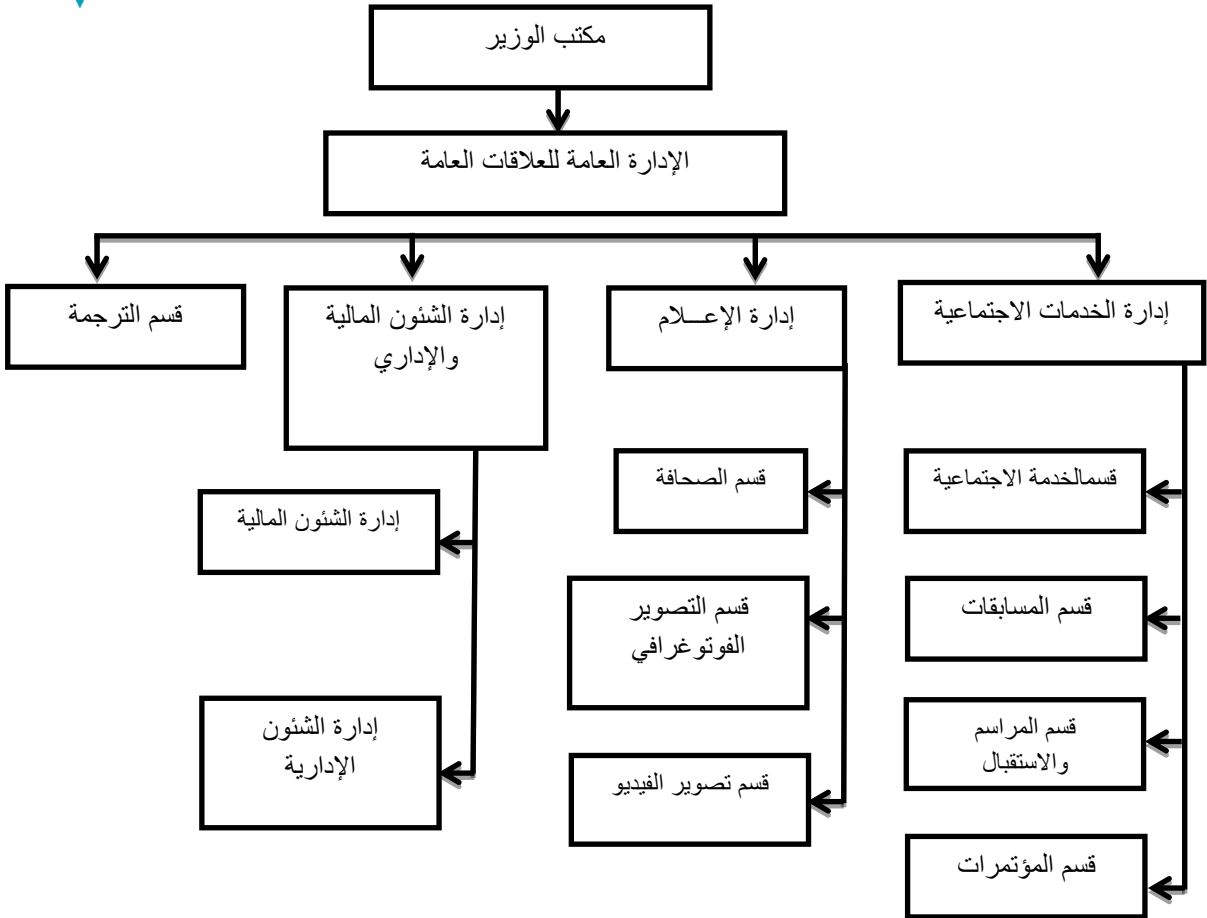 مكتب الوزير
الإدارة العامة للعلاقات العامة
إدارة الخدمات الاجتماعية
إدارة الإعـــلام
إدارة الشئون المالية
والإداري
قسم الترجمة
قسمالخدمة الاجتماعية
قسم المسابقات
قسم المراسم
والاستقبال
قسم المؤتمرات
قسم الصحافة
قسم التصوير
الفوتوغرافي
قسم تصوير الفيديو
إدارة الشئون المالية
إدارة الشئون
الإدارية